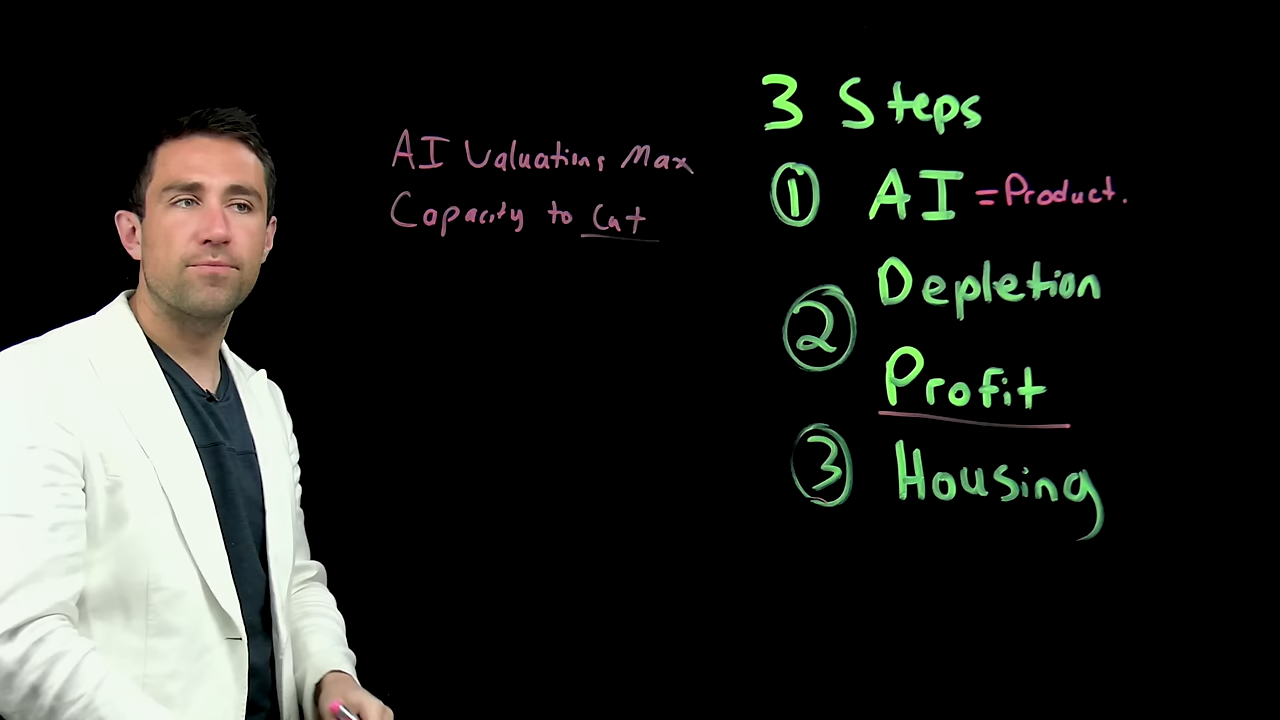 AI Valuations Max
Capacity to Cut
3 Steps
① AI = Product.
② Depletion
Profit
③ Housing